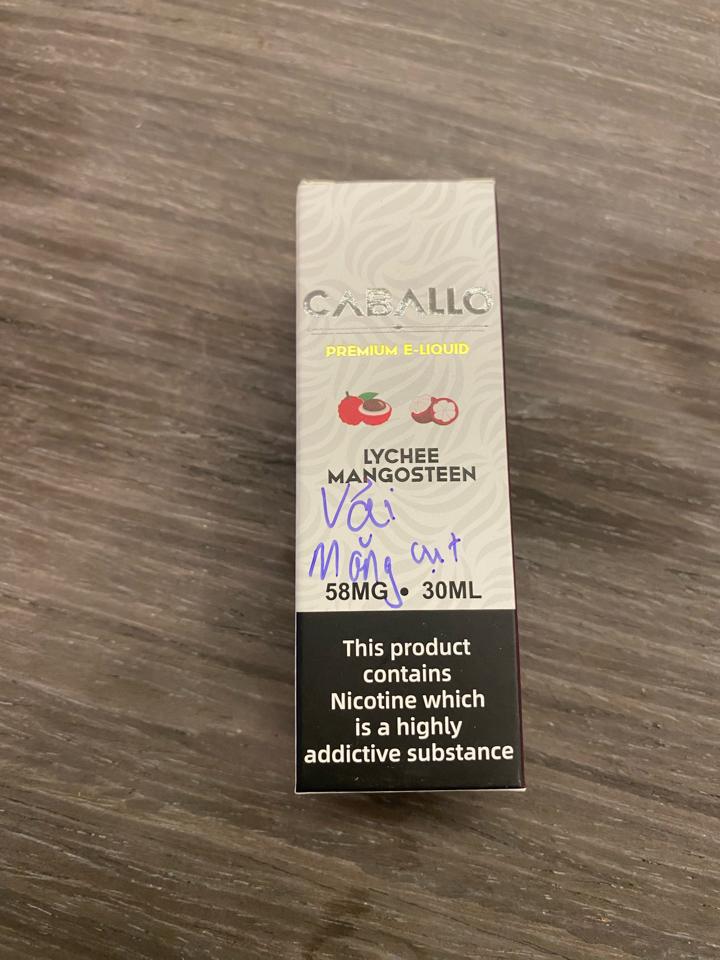 CABALLO
PREMIUM E-LIQUID
LYCHEE
MANGOSTEEN
Vải
Măng cụt
58MG • 30ML
This product
contains
Nicotine which
is a highly
addictive substance